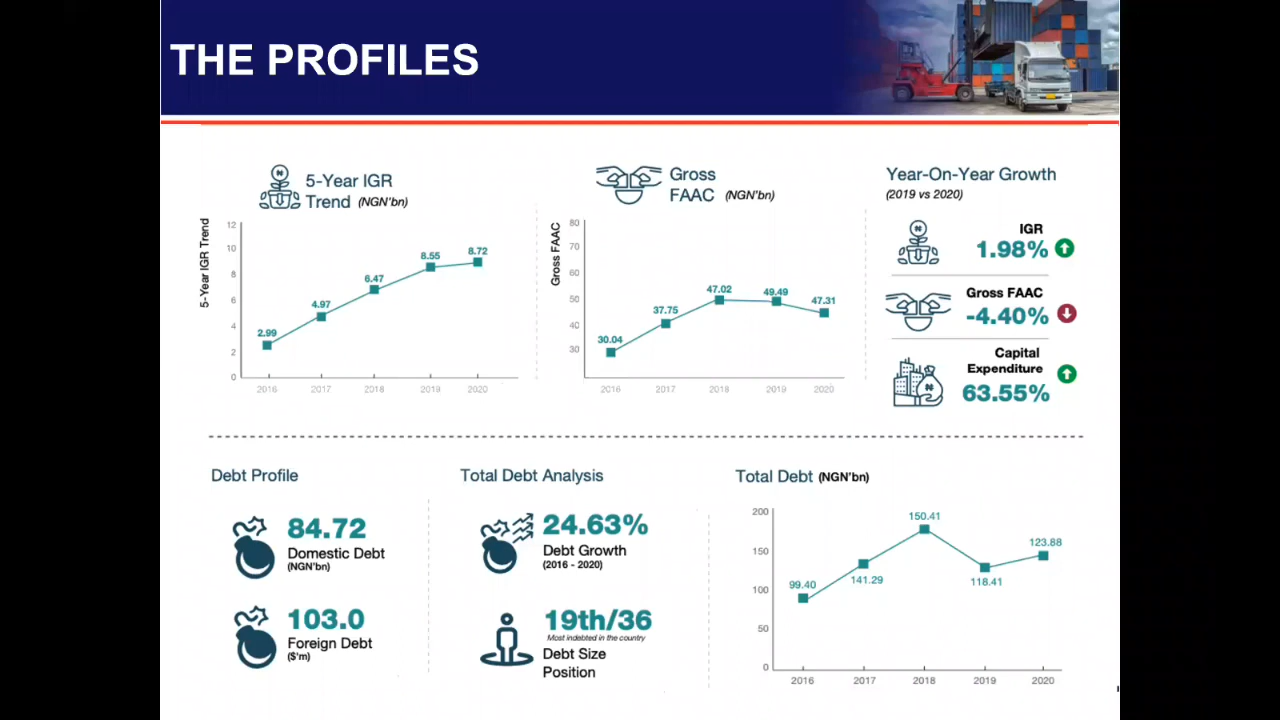 THE PROFILES
5-Year IGR
Trend (NGN'bn)
5-Year IGR Trend
12
10
8
6
4
2
0
2.99
4.97
6.47
8.55
8.72
2016
2017
2018
2019
2020
Gross
FAAC (NGN'bn)
Gross FAAC
80
70
60
50
40
30
30.04
37.75
47.02
49.49
47.31
2016
2017
2018
2019
2020
Year-On-Year Growth
(2019 vs 2020)
IGR
1.98%
Gross FAAC
-4.40%
Capital
Expenditure
63.55%
Debt Profile
84.72
Domestic Debt
(NGN'bn)
103.0
Foreign Debt
($'m)
Total Debt Analysis
24.63%
Debt Growth
(2016 - 2020)
19th/36
Most indebted in the country
Debt Size
Position
Total Debt (NGN'bn)
200
150
100
50
0
99.40
141.29
150.41
118.41
123.88
2016
2017
2018
2019
2020